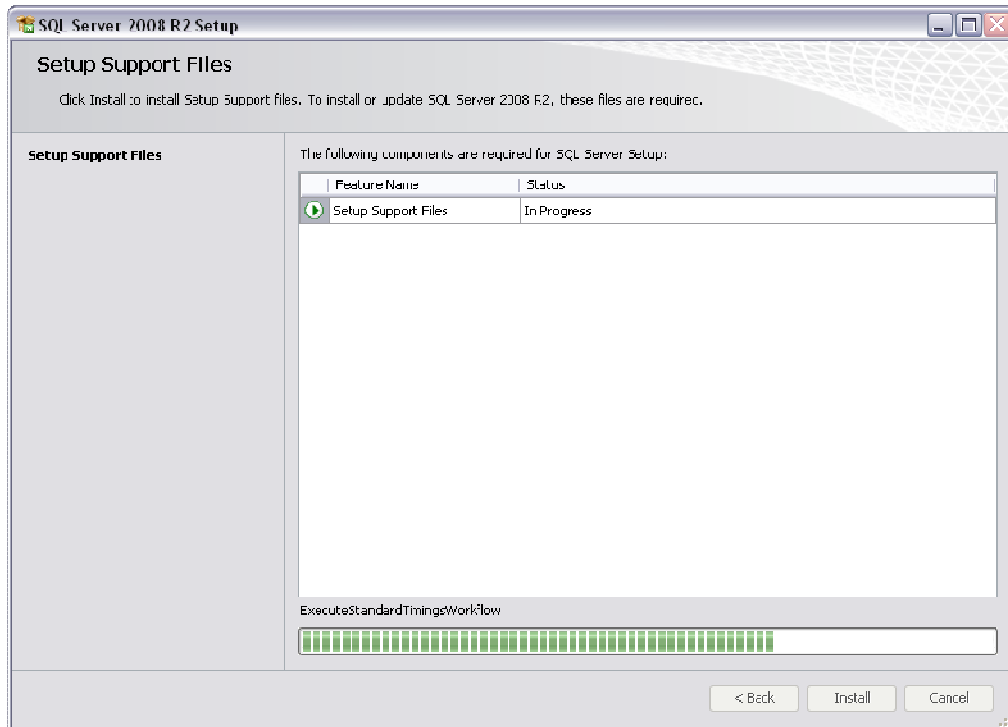 SQL Server 2008 R2 Setup
Setup Support Files
Click Install to install Setup Support files. To install or update SQL Server 2008 R2, these files are required.
Setup Support Files
The following components are required for SQL Server Setup:
Feature Name Status
Setup Support Files In Progress
ExecuteStandardTimingsWorkflow
< Back Install Cancel